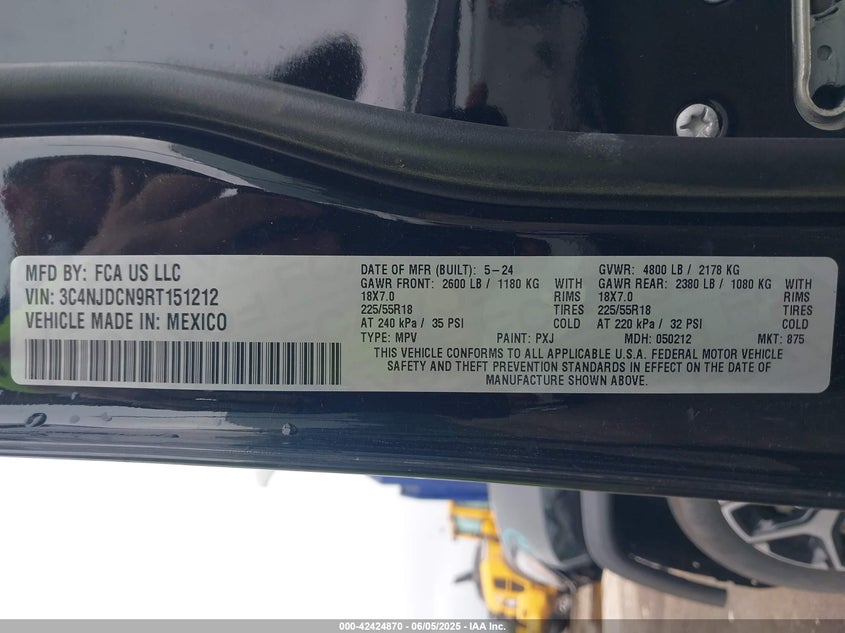 MFD BY: FCA US LLC
VIN: 3C4NJDCN9RT151212
VEHICLE MADE IN: MEXICO
DATE OF MFR (BUILT): 5-24
GAWR FRONT: 2600 LB / 1180 KG WITH
18X7.0 RIMS
225/55R18 TIRES
AT 240 kPa / 35 PSI COLD
GVWR: 4800 LB / 2178 KG
GAWR REAR: 2380 LB / 1080 KG WITH
18X7.0 RIMS
225/55R18 TIRES
AT 220 kPa / 32 PSI COLD
TYPE: MPV PAINT: PXJ MDH: 050212 MKT: 875
THIS VEHICLE CONFORMS TO ALL APPLICABLE U.S.A. FEDERAL MOTOR VEHICLE
SAFETY AND THEFT PREVENTION STANDARDS IN EFFECT ON THE DATE OF
MANUFACTURE SHOWN ABOVE.
000-42424870 - 06/05/2025 - IAA Inc.